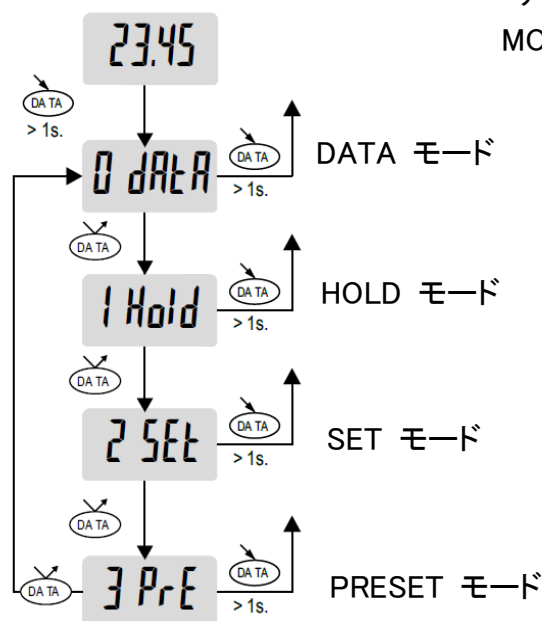 MO
23.45
DATA
> 1s.
0 dAtA
DATA
> 1s.
DATA モード
DATA
1 Hold
DATA
> 1s.
HOLD モード
DATA
2 SEt
DATA
> 1s.
SET モード
DATA
DATA
3 PrE
DATA
> 1s.
PRESET モード